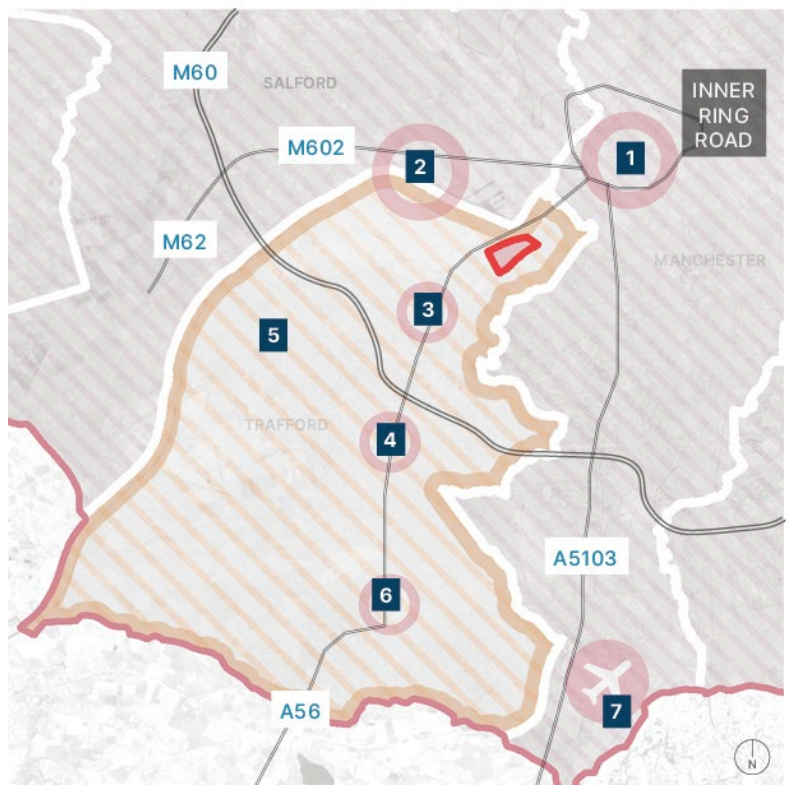 M60
SALFORD
INNER
RING
ROAD
M602
2
1
M62
MANCHESTER
3
5
TRAFFORD
4
A5103
6
A56
7
N